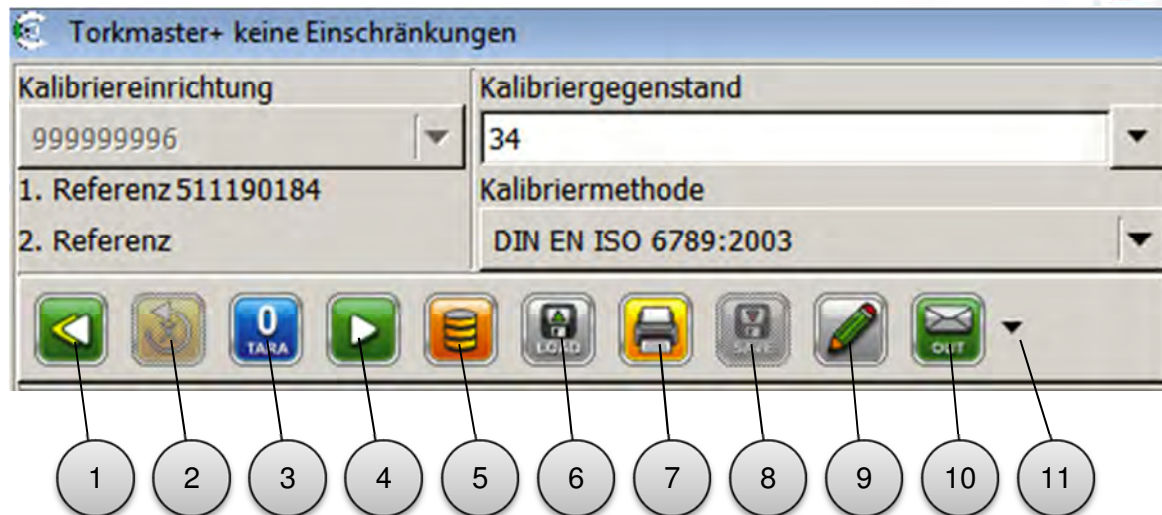 Torkmaster+ keine Einschränkungen
Kalibriereinrichtung
999999996
1. Referenz 511190184
2. Referenz
Kalibriergegenstand
34
Kalibriermethode
DIN EN ISO 6789:2003
0
TARA
LOAD
SAVE
OUT
1 2 3 4 5 6 7 8 9 10 11